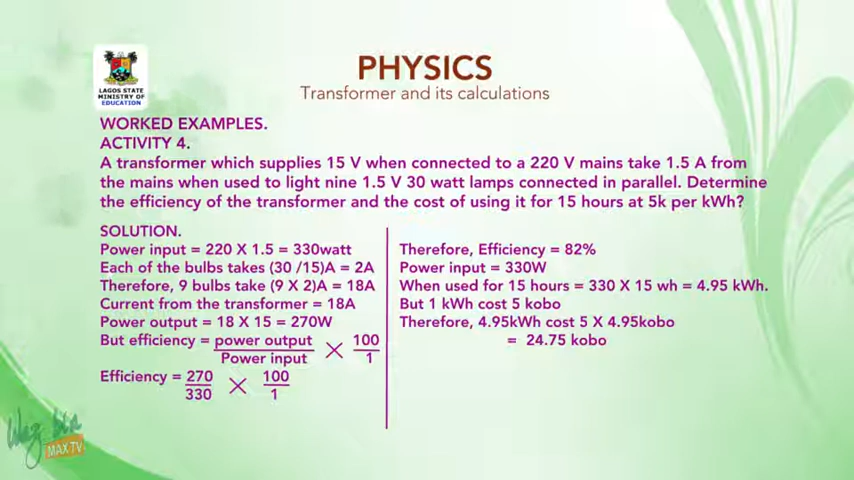 LAGOS STATE
MINISTRY OF
EDUCATION
PHYSICS
Transformer and its calculations
WORKED EXAMPLES.
ACTIVITY 4.
A transformer which supplies 15 V when connected to a 220 V mains take 1.5 A from
the mains when used to light nine 1.5 V 30 watt lamps connected in parallel. Determine
the efficiency of the transformer and the cost of using it for 15 hours at 5k per kWh?
SOLUTION.
Power input = 220 X 1.5 = 330watt
Each of the bulbs takes (30 /15)A = 2A
Therefore, 9 bulbs take (9 X 2)A = 18A
Current from the transformer = 18A
Power output = 18 X 15 = 270W
But efficiency = power output / Power input × 100 / 1
Efficiency = 270 / 330 × 100 / 1
Therefore, Efficiency = 82%
Power input = 330W
When used for 15 hours = 330 X 15 wh = 4.95 kWh.
But 1 kWh cost 5 kobo
Therefore, 4.95kWh cost 5 X 4.95kobo
= 24.75 kobo
MAX TV